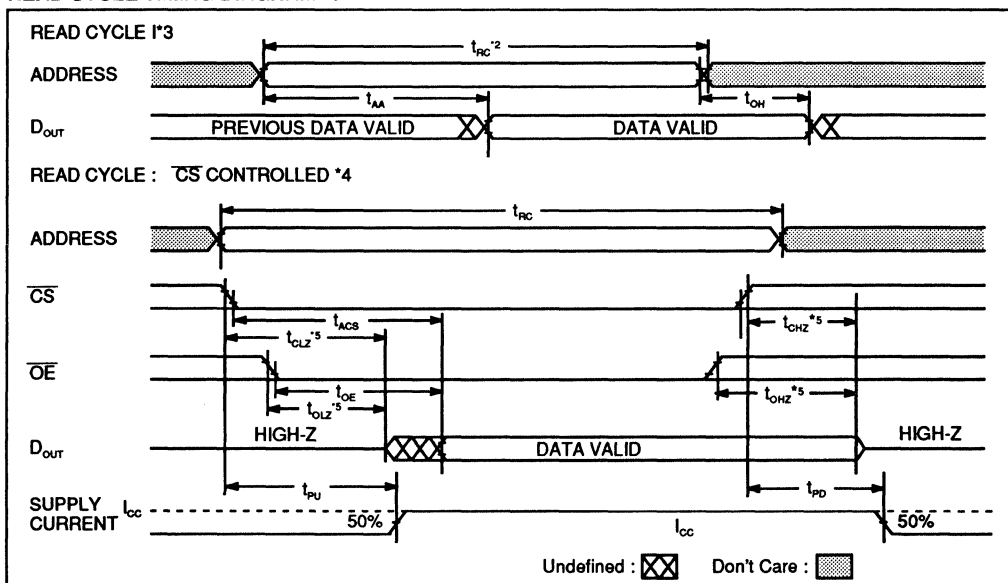 READ CYCLE I*3
tRC*2
ADDRESS
tAA
tOH
DOUT
PREVIOUS DATA VALID
DATA VALID
READ CYCLE : CS CONTROLLED *4
tRC
ADDRESS
CS
tACS
tCLZ*5
tCHZ*5
OE
tOE
tOLZ*5
tOHZ*5
HIGH-Z
HIGH-Z
DOUT
DATA VALID
tPU
tPD
SUPPLY CURRENT ICC
50%
ICC
50%
Undefined :
Don't Care :